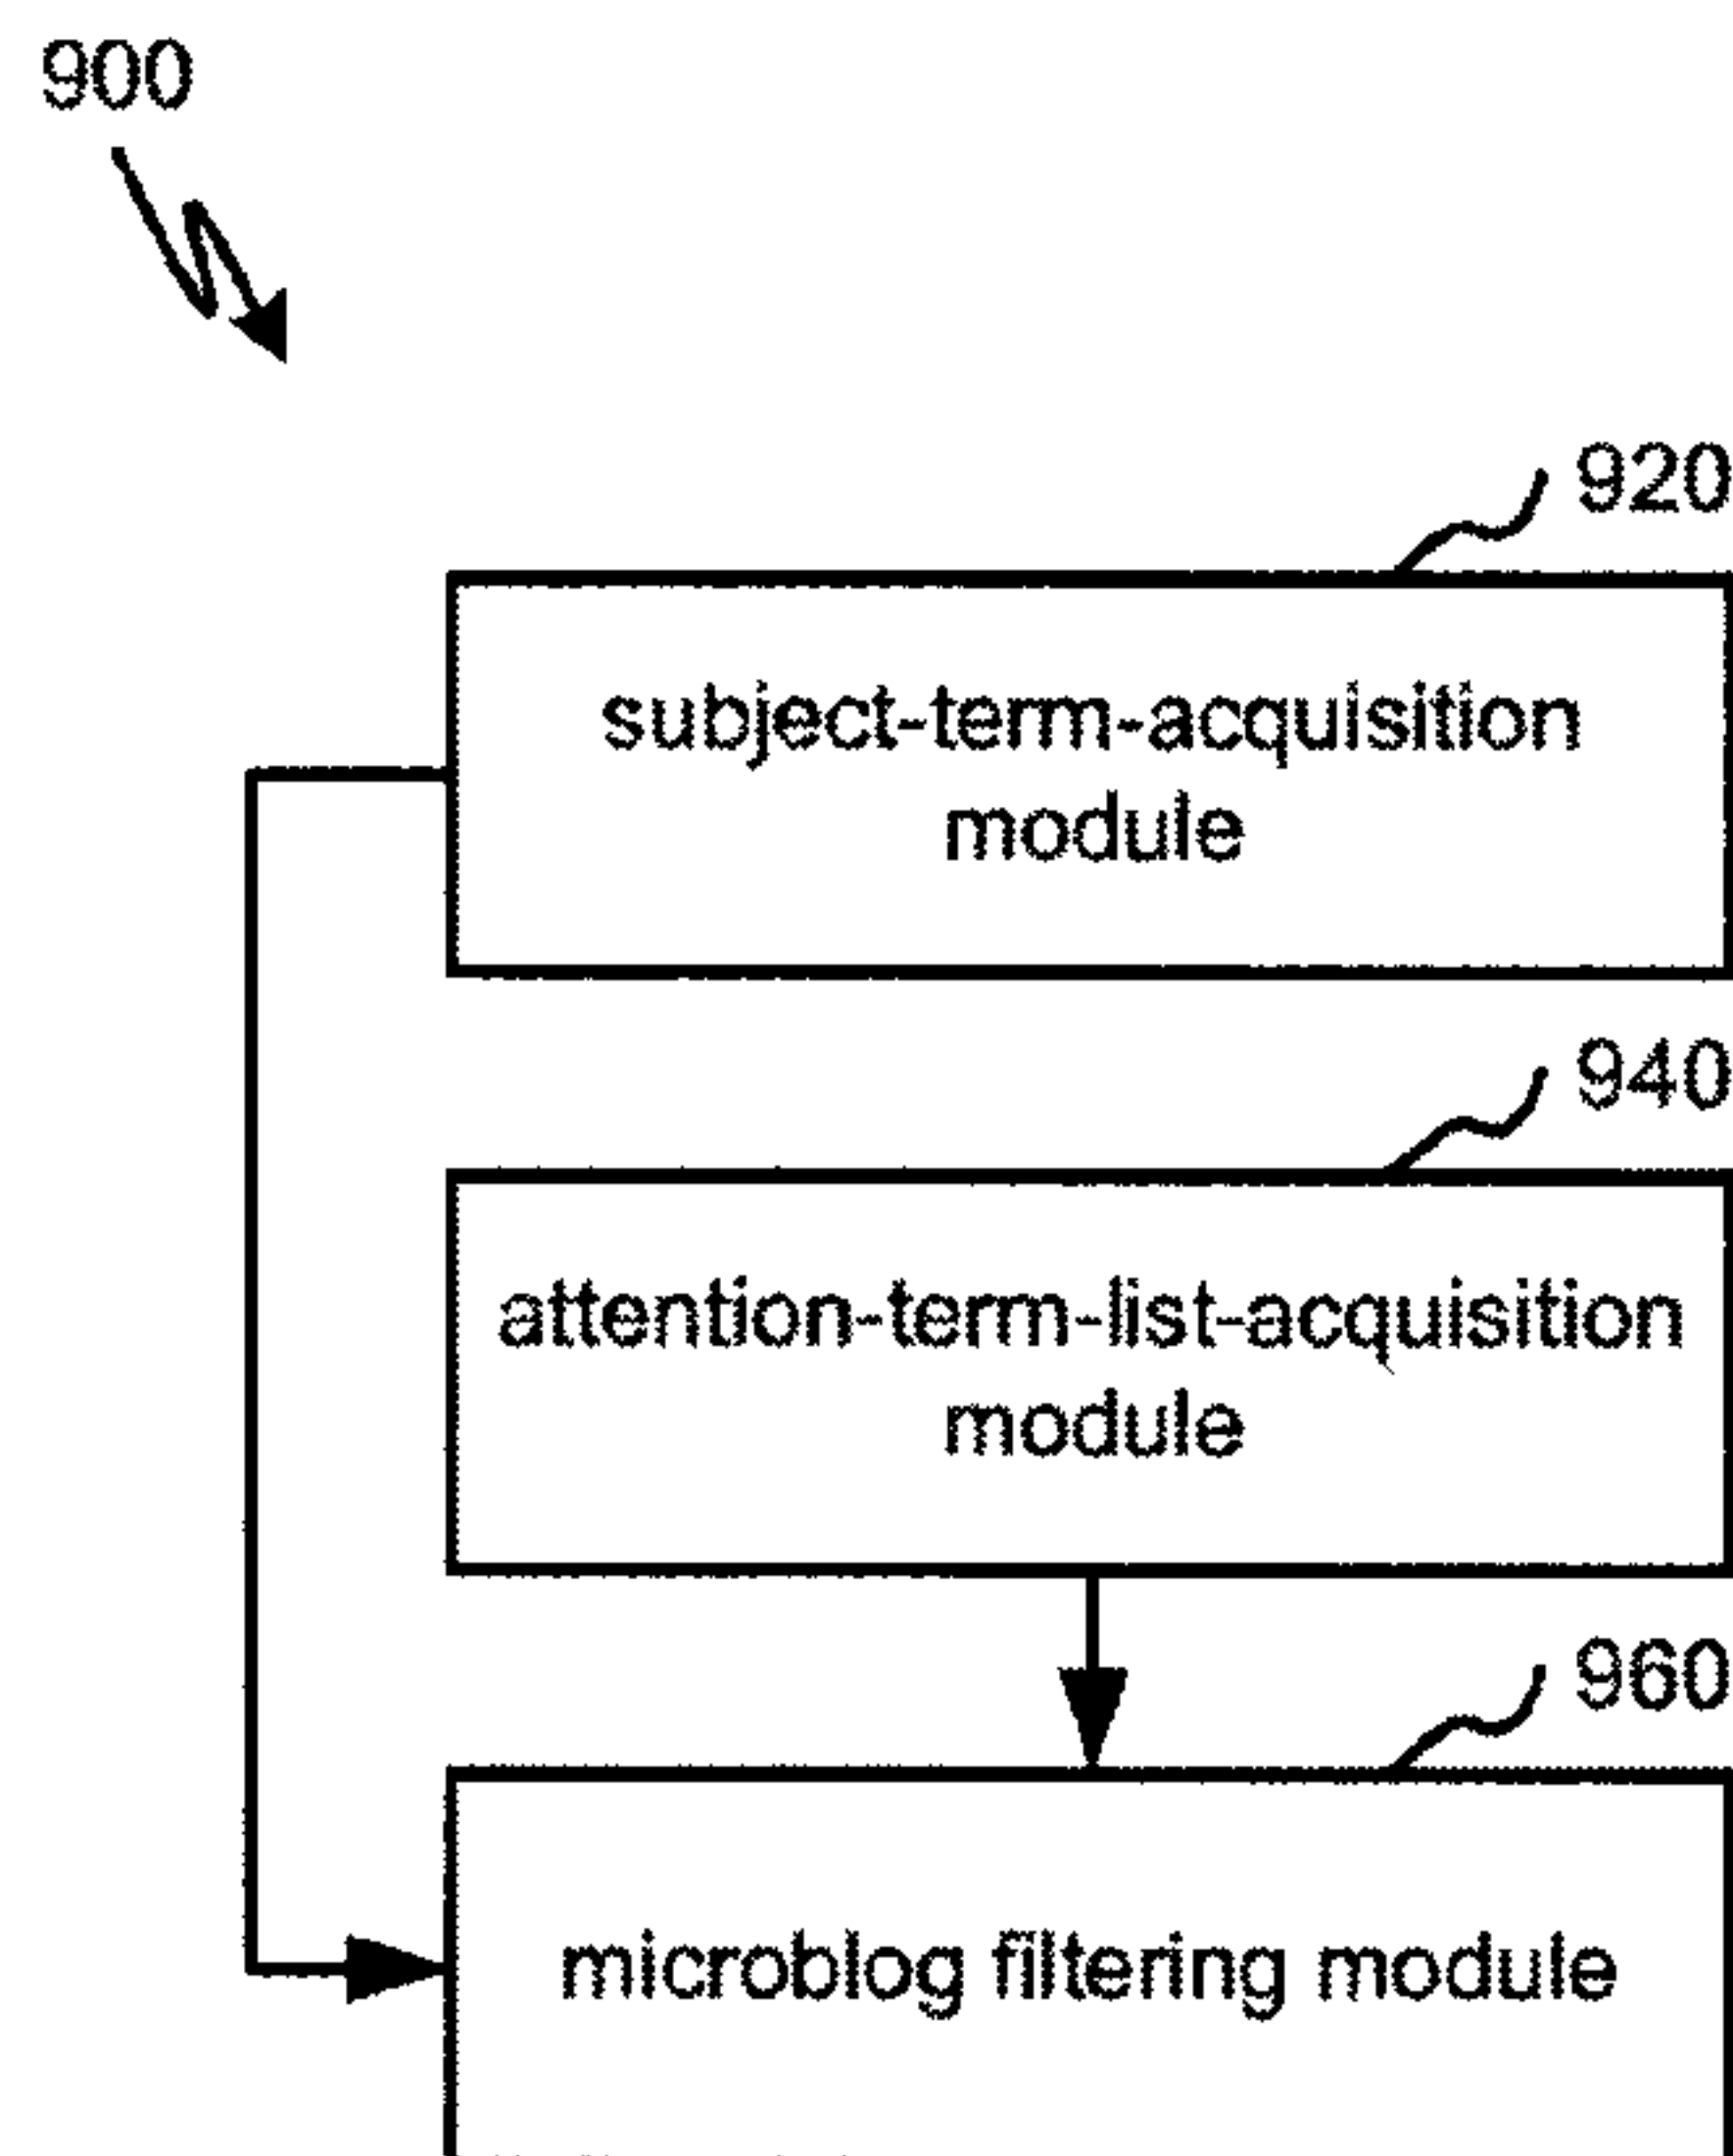 900
920
subject-term-acquisition
module
940
attention-term-list-acquisition
module
960
microblog filtering module